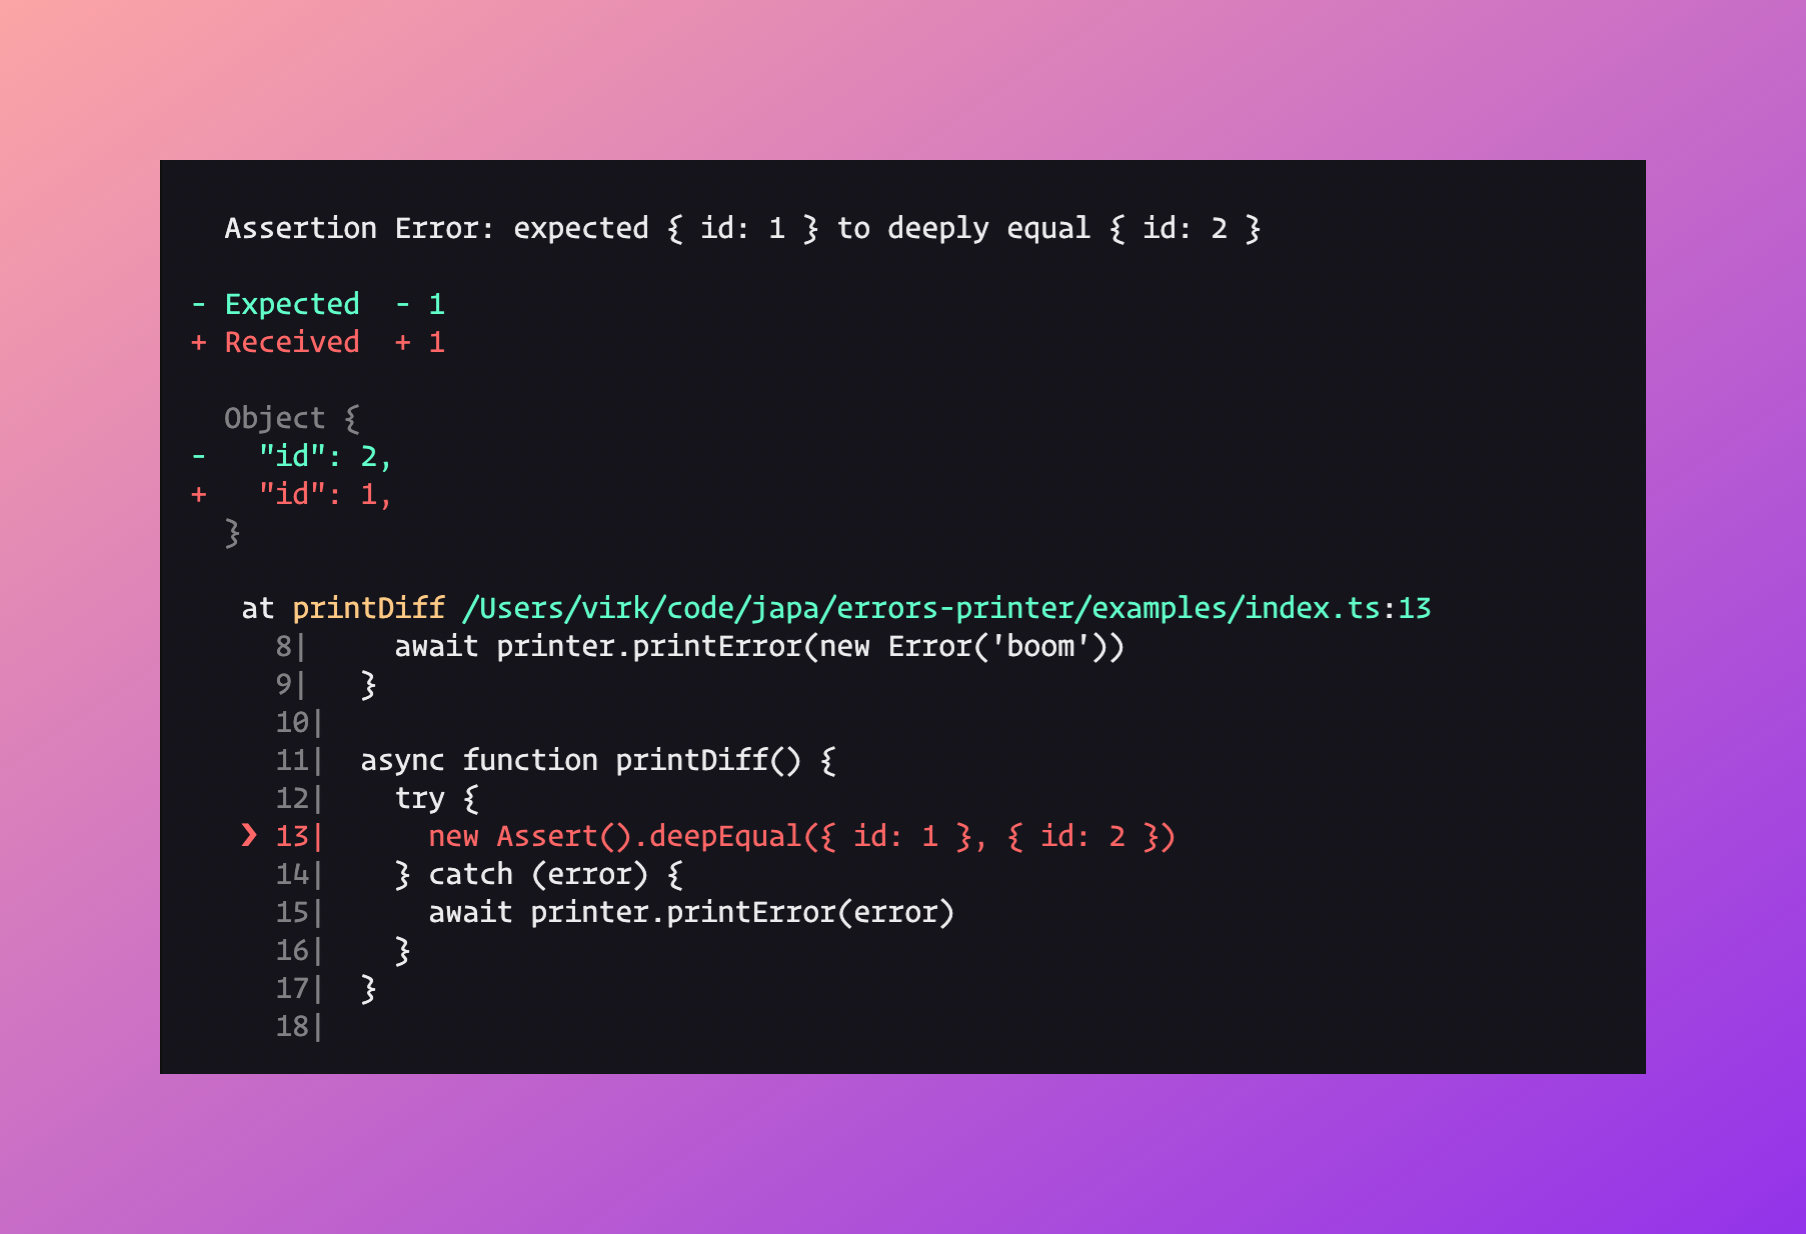 Assertion Error: expected { id: 1 } to deeply equal { id: 2 }
- Expected  - 1
+ Received  + 1
  Object {
-   "id": 2,
+   "id": 1,
  }
at printDiff /Users/virk/code/japa/errors-printer/examples/index.ts:13
  8|     await printer.printError(new Error('boom'))
  9|   }
  10|
  11|  async function printDiff() {
  12|    try {
❯ 13|      new Assert().deepEqual({ id: 1 }, { id: 2 })
  14|    } catch (error) {
  15|      await printer.printError(error)
  16|    }
  17|  }
  18|